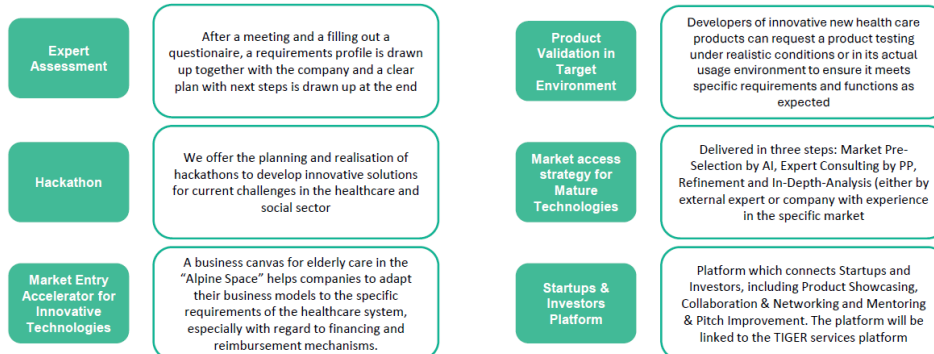 Expert
Assessment
After a meeting and a filling out a
questionaire, a requirements profile is drawn
up together with the company and a clear
plan with next steps is drawn up at the end
Hackathon
We offer the planning and realisation of
hackathons to develop innovative solutions
for current challenges in the healthcare and
social sector
Market Entry
Accelerator for
Innovative
Technologies
A business canvas for elderly care in the
“Alpine Space” helps companies to adapt
their business models to the specific
requirements of the healthcare system,
especially with regard to financing and
reimbursement mechanisms.
Product
Validation in
Target
Environment
Developers of innovative new health care
products can request a product testing
under realistic conditions or in its actual
usage environment to ensure it meets
specific requirements and functions as
expected
Market access
strategy for
Mature
Technologies
Delivered in three steps: Market Pre-
Selection by AI, Expert Consulting by PP,
Refinement and In-Depth-Analysis (either by
external expert or company with experience
in the specific market
Startups &
Investors
Platform
Platform which connects Startups and
Investors, including Product Showcasing,
Collaboration & Networking and Mentoring
& Pitch Improvement. The platform will be
linked to the TIGER services platform